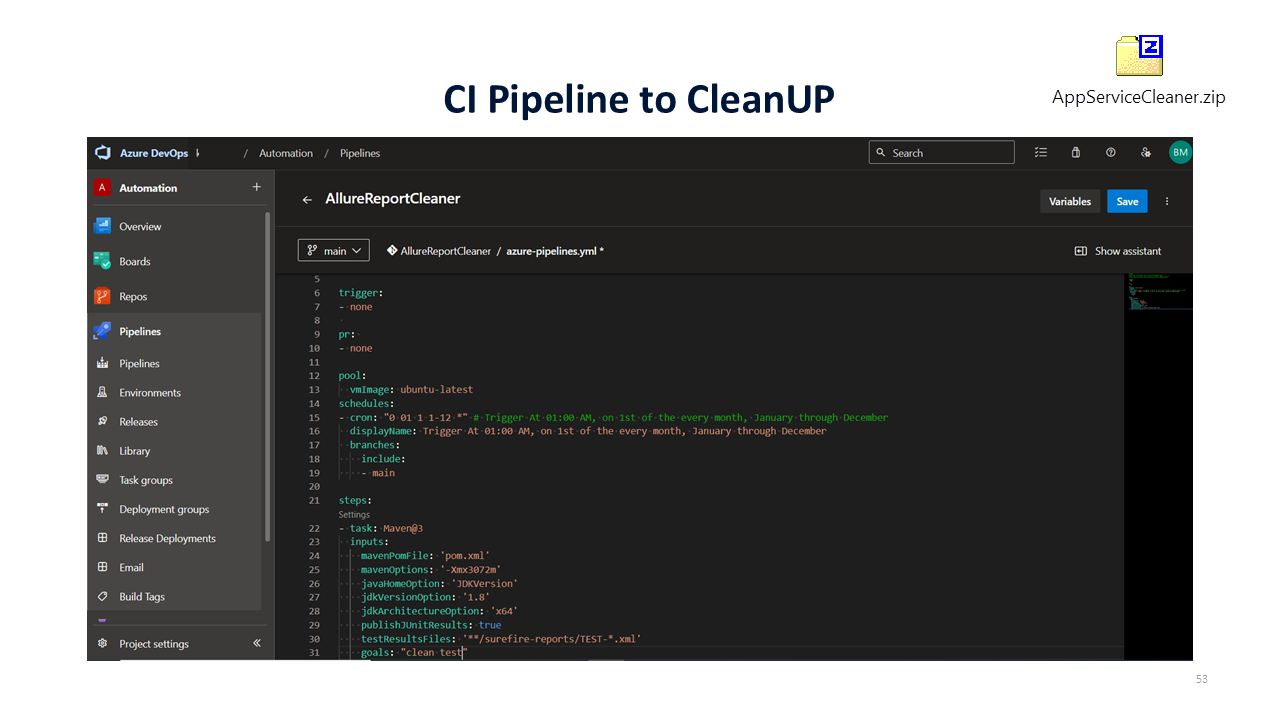 AppServiceCleaner.zip
CI Pipeline to CleanUP
Azure DevOps / Automation / Pipelines
Search
BM
A Automation +
Overview
Boards
Repos
Pipelines
Pipelines
Environments
Releases
Library
Task groups
Deployment groups
Release Deployments
Email
Build Tags
Project settings
AllureReportCleaner
Variables
Save
main
AllureReportCleaner / azure-pipelines.yml *
Show assistant
5
6 trigger:
7 - none
8
9 pr:
10 - none
11
12 pool:
13 vmImage: ubuntu-latest
14 schedules:
15 - cron: "0 01 1 1-12 *" # Trigger At 01:00 AM, on 1st of the every month, January through December
16 displayName: Trigger At 01:00 AM, on 1st of the every month, January through December
17 branches:
18 include:
19 - main
20
21 steps:
Settings
22 - task: Maven@3
23 inputs:
24 mavenPomFile: 'pom.xml'
25 mavenOptions: '-Xmx3072m'
26 javaHomeOption: 'JDKVersion'
27 jdkVersionOption: '1.8'
28 jdkArchitectureOption: 'x64'
29 publishJUnitResults: true
30 testResultsFiles: '**/surefire-reports/TEST-*.xml'
31 goals: "clean test"
53